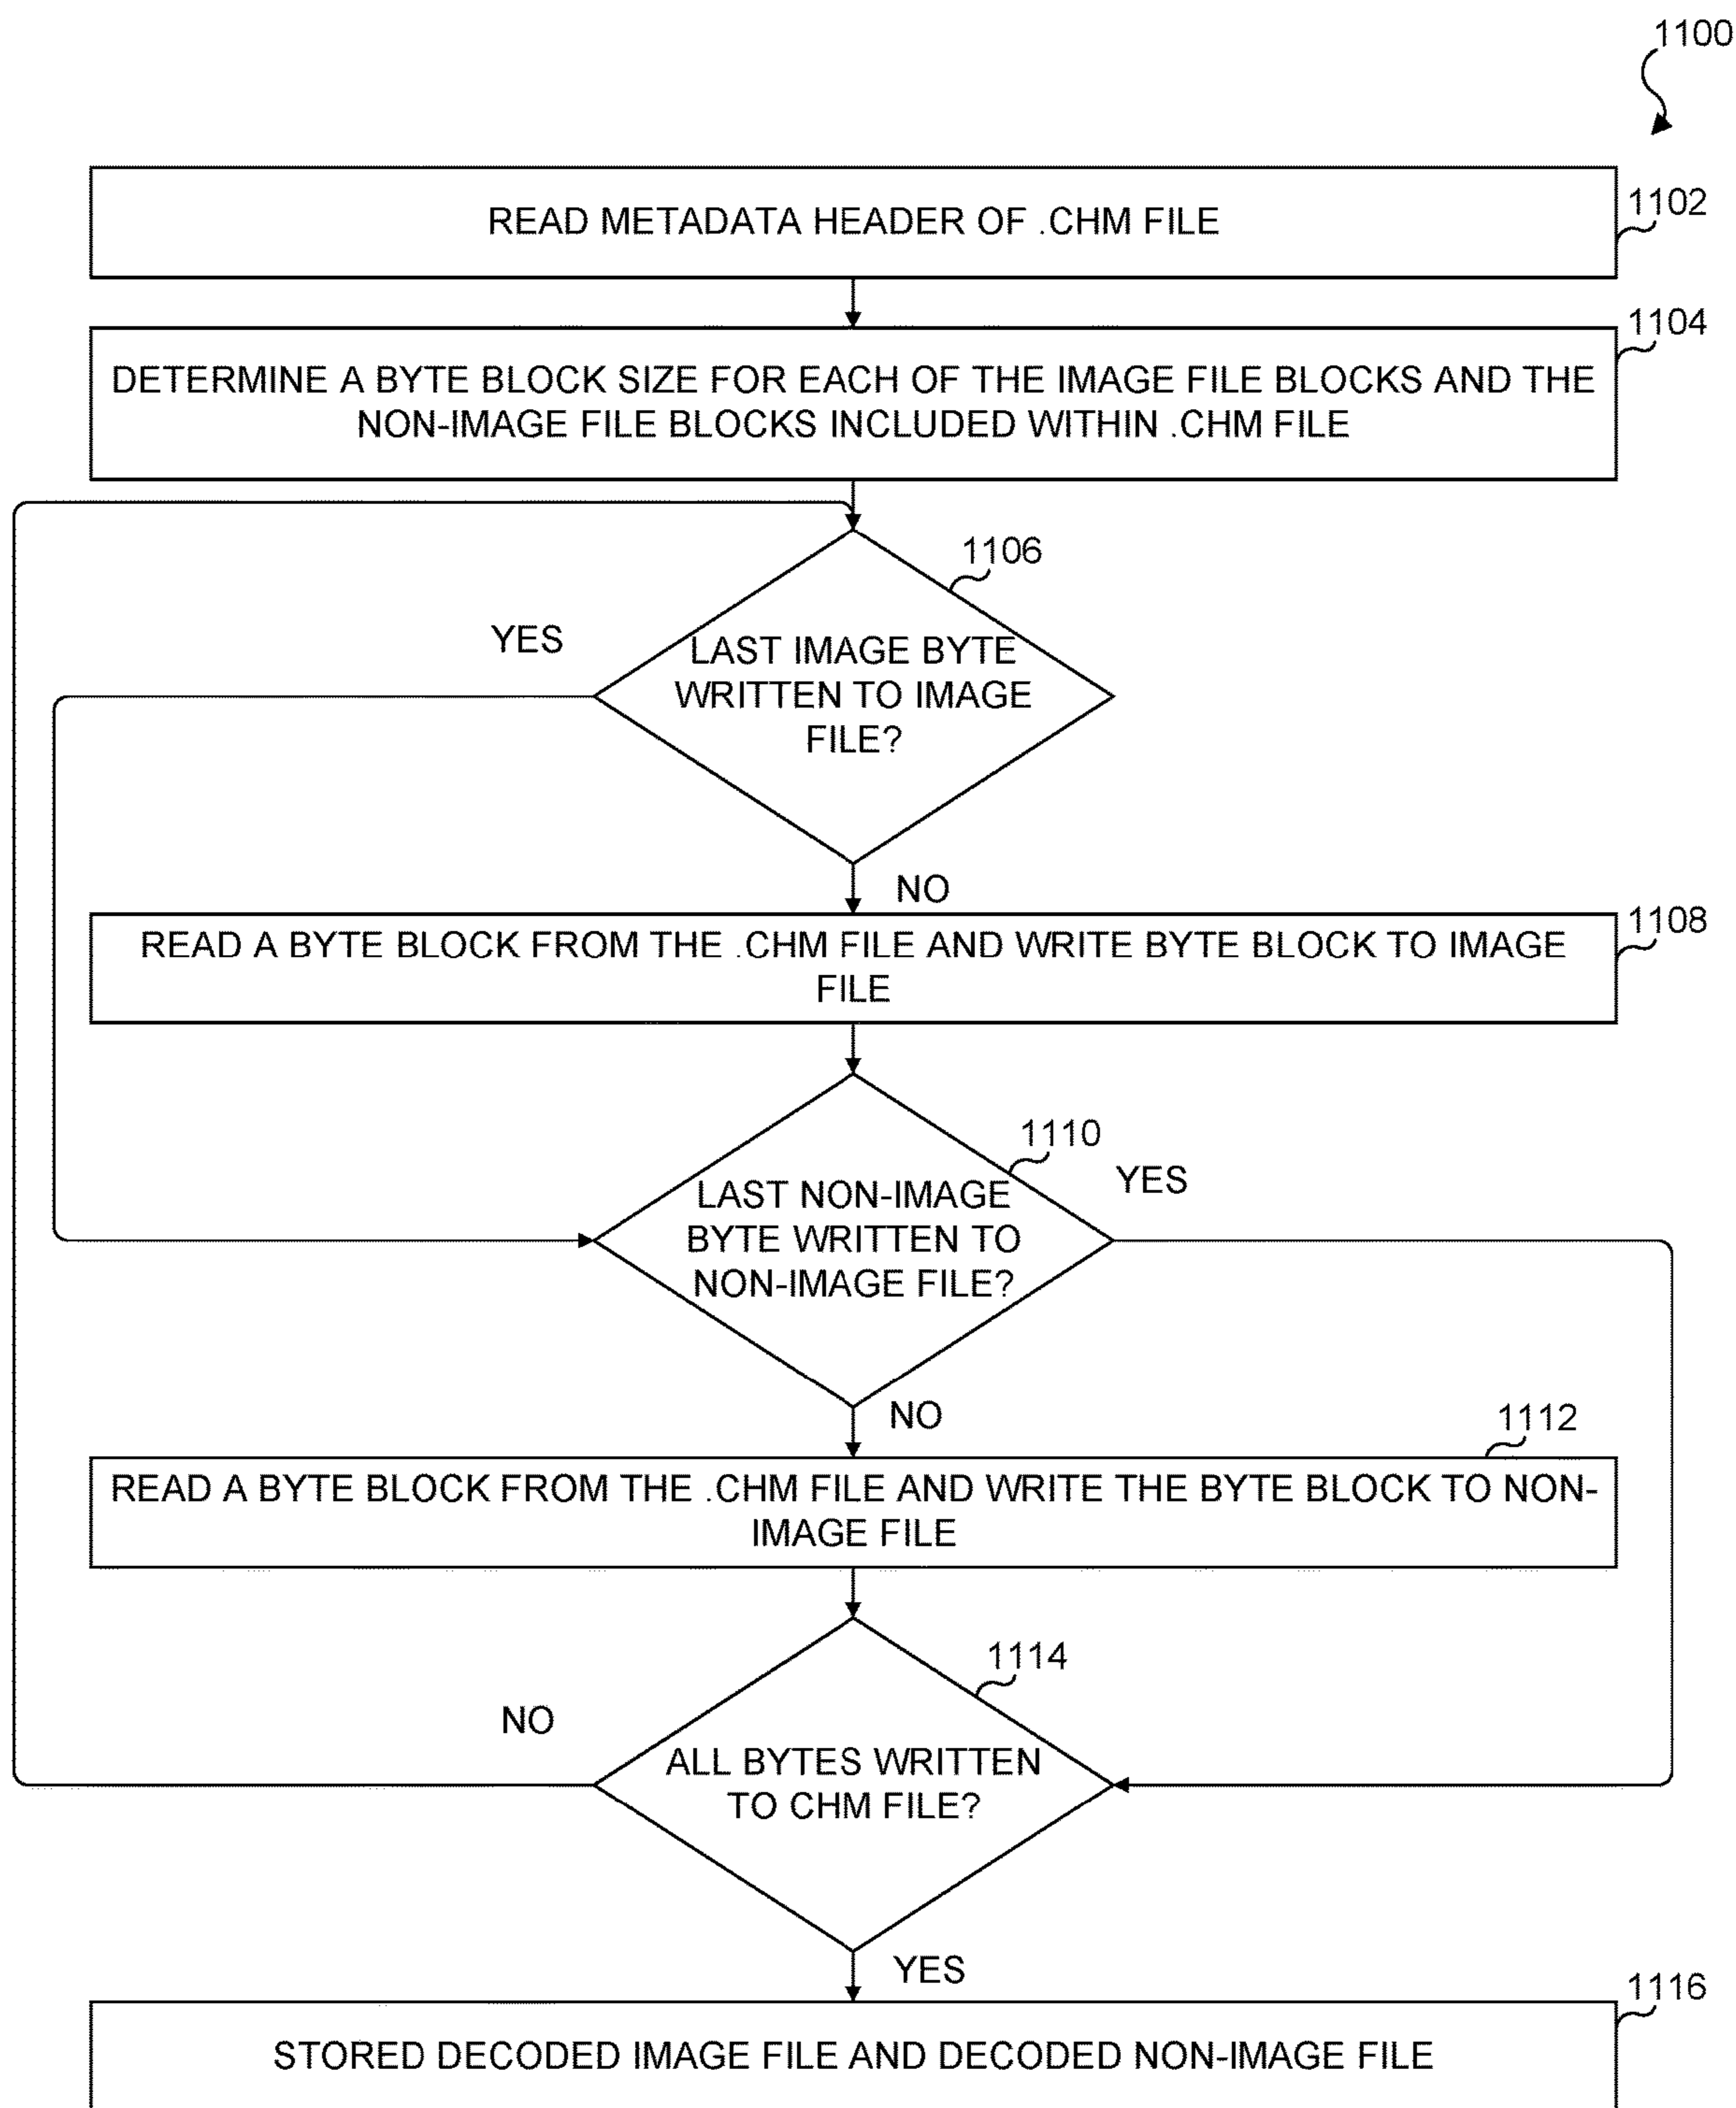 1100
READ METADATA HEADER OF .CHM FILE
1102
1104
DETERMINE A BYTE BLOCK SIZE FOR EACH OF THE IMAGE FILE BLOCKS AND THE
NON-IMAGE FILE BLOCKS INCLUDED WITHIN .CHM FILE
1106
YES
LAST IMAGE BYTE
WRITTEN TO IMAGE
FILE?
NO
1108
READ A BYTE BLOCK FROM THE .CHM FILE AND WRITE BYTE BLOCK TO IMAGE
FILE
1110
YES
LAST NON-IMAGE
BYTE WRITTEN TO
NON-IMAGE FILE?
NO
1112
READ A BYTE BLOCK FROM THE .CHM FILE AND WRITE THE BYTE BLOCK TO NON-
IMAGE FILE
1114
NO
ALL BYTES WRITTEN
TO CHM FILE?
YES
1116
STORED DECODED IMAGE FILE AND DECODED NON-IMAGE FILE